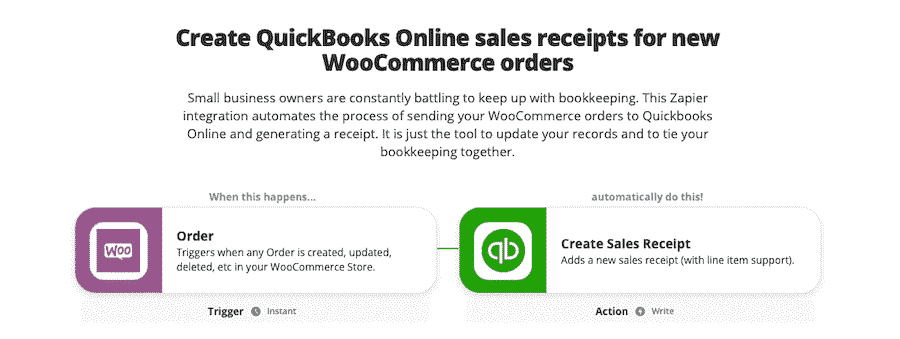 Create QuickBooks Online sales receipts for new
WooCommerce orders
Small business owners are constantly battling to keep up with bookkeeping. This Zapier
integration automates the process of sending your WooCommerce orders to Quickbooks
Online and generating a receipt. It is just the tool to update your records and to tie your
bookkeeping together.
When this happens...
automatically do this!
Woo
Order
Triggers when any Order is created, updated,
deleted, etc in your WooCommerce Store.
qb
Create Sales Receipt
Adds a new sales receipt (with line item support).
Trigger Instant
Action Write